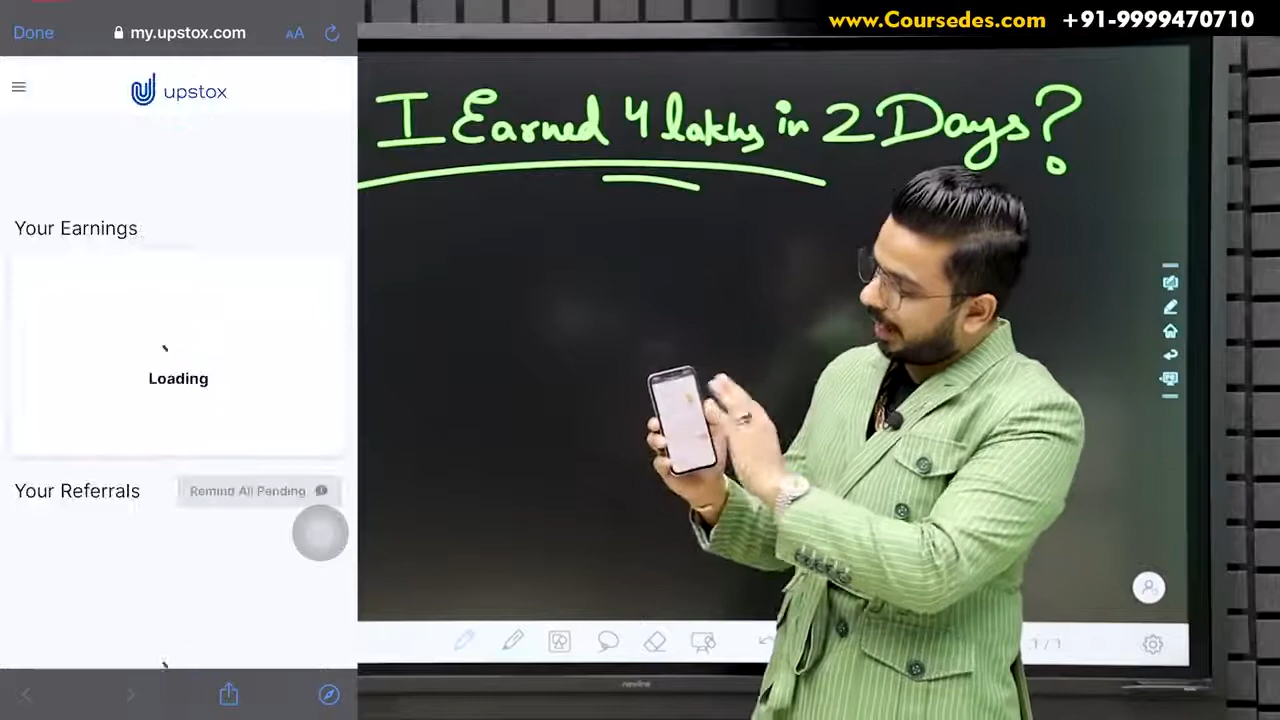 www.Coursedes.com +91-9999470710
Done
my.upstox.com
AA
upstox
I Earned 4 lakhs in 2 Days?
Your Earnings
Loading
Your Referrals
Remind All Pending
newline